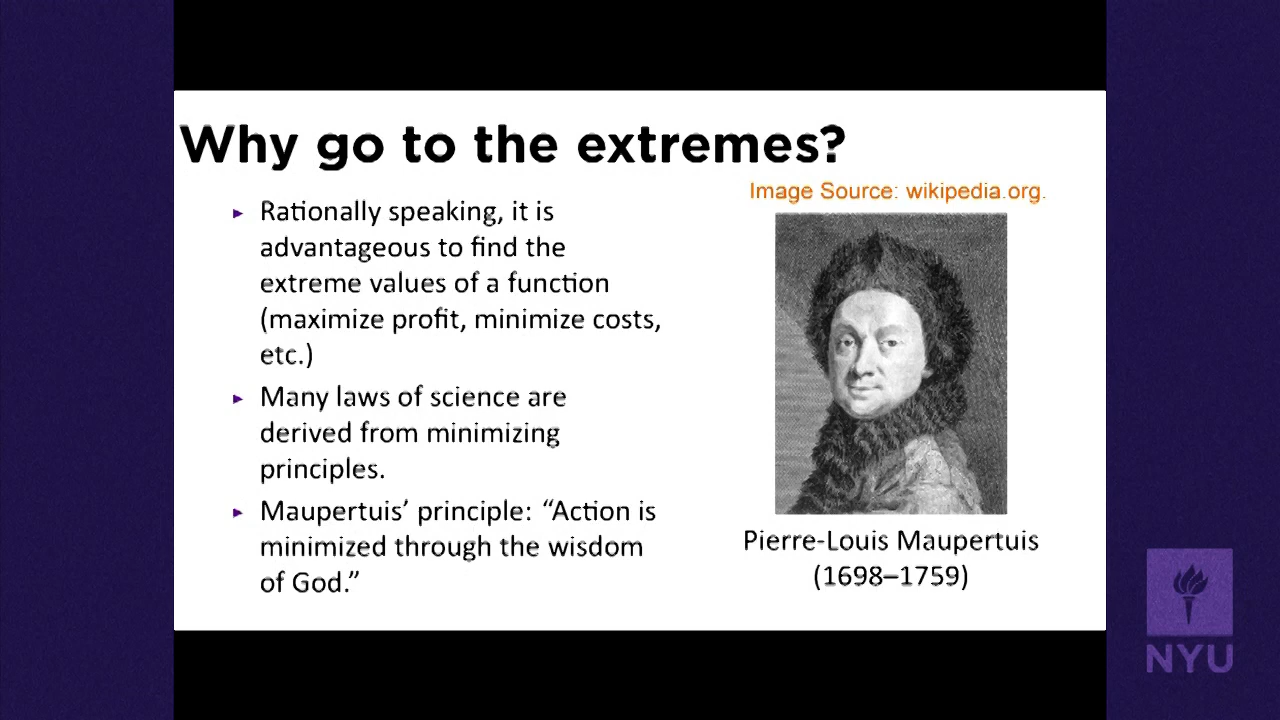 Why go to the extremes?
Image Source: wikipedia.org.
▸ Rationally speaking, it is
advantageous to find the
extreme values of a function
(maximize profit, minimize costs,
etc.)
▸ Many laws of science are
derived from minimizing
principles.
▸ Maupertuis’ principle: “Action is
minimized through the wisdom
of God.”
Pierre-Louis Maupertuis
(1698–1759)
NYU